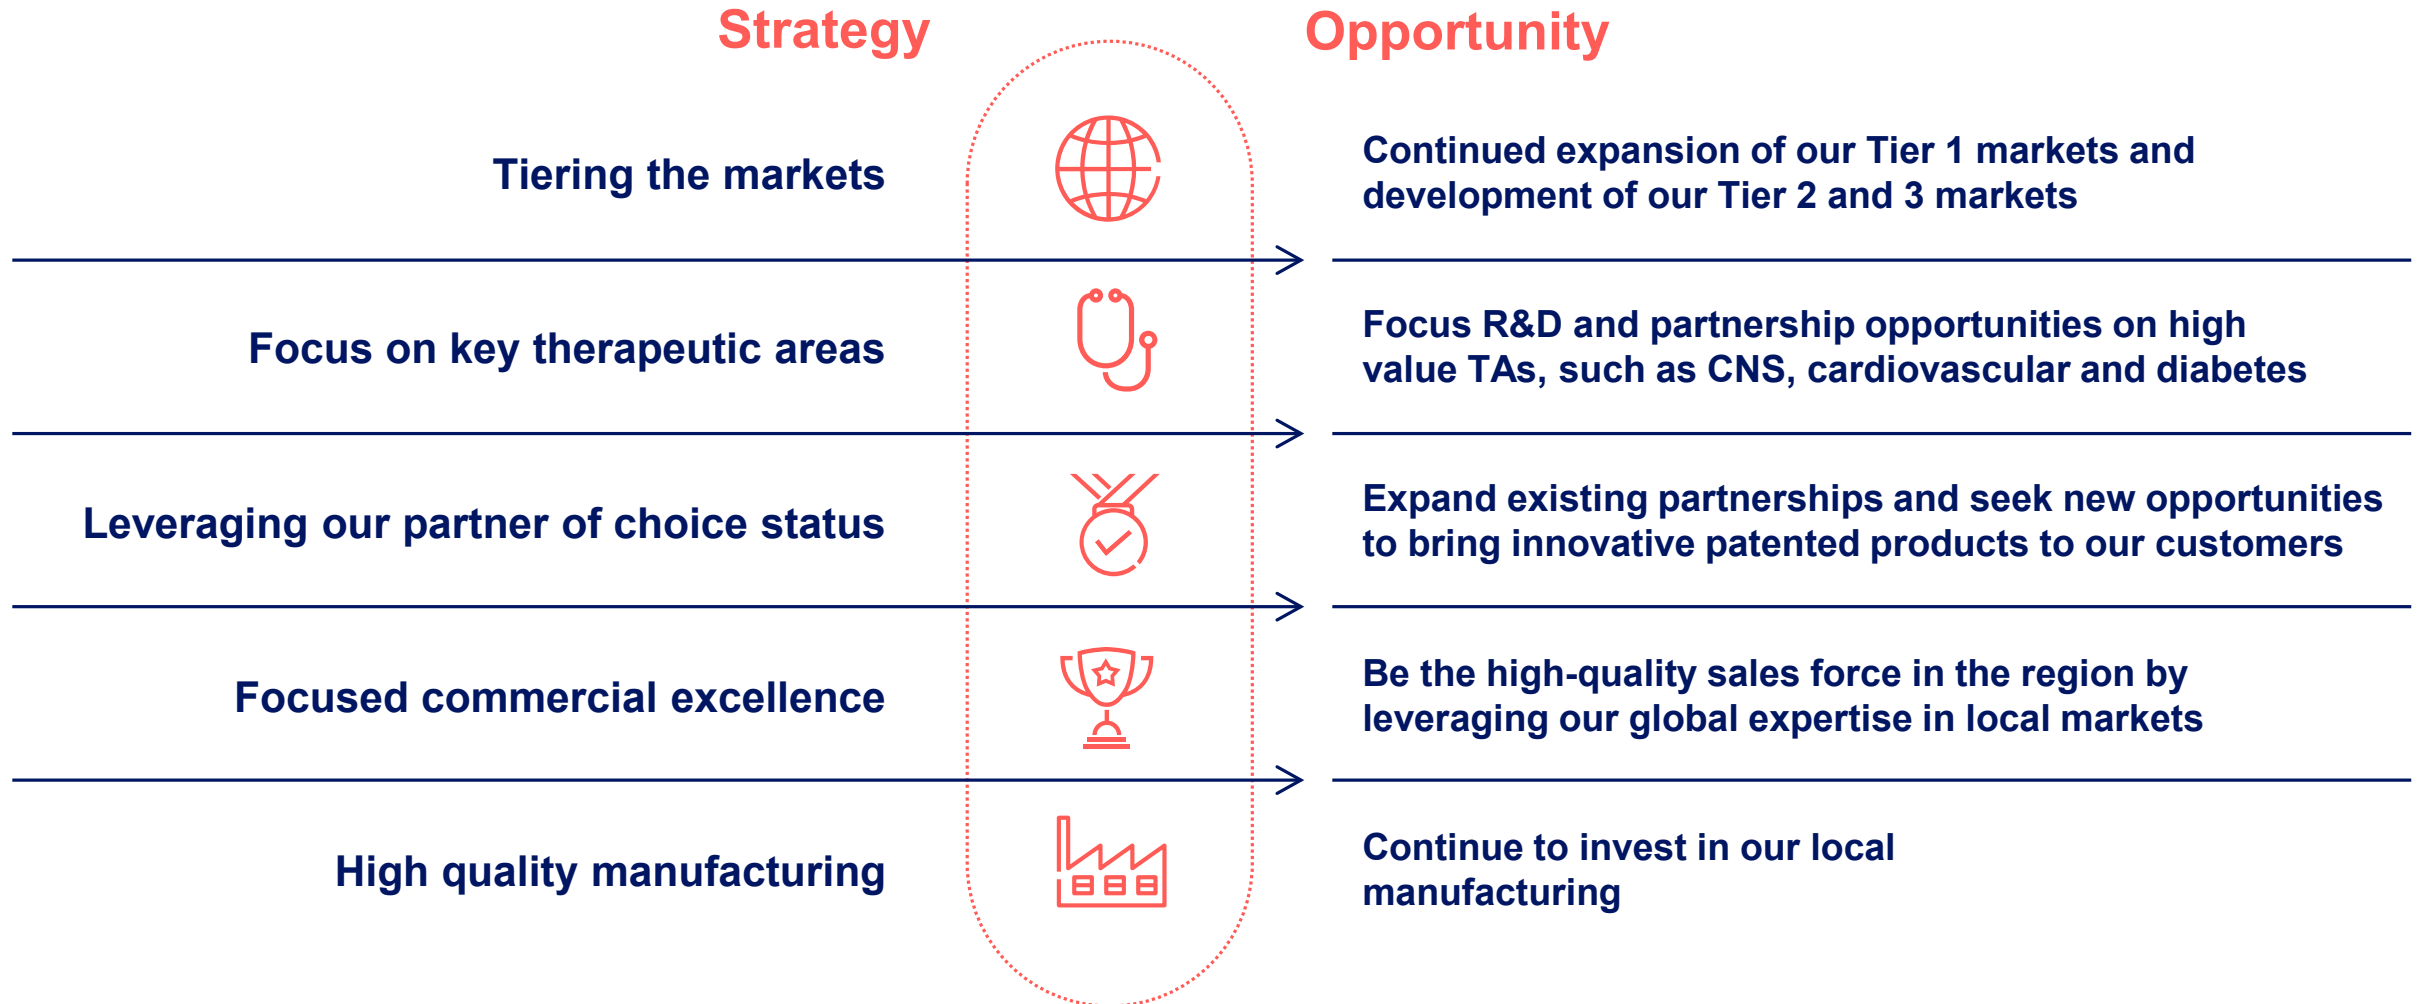 Strategy
Opportunity
Tiering the markets
Continued expansion of our Tier 1 markets and
development of our Tier 2 and 3 markets
Focus on key therapeutic areas
Focus R&D and partnership opportunities on high
value TAs, such as CNS, cardiovascular and diabetes
Leveraging our partner of choice status
Expand existing partnerships and seek new opportunities
to bring innovative patented products to our customers
Focused commercial excellence
Be the high-quality sales force in the region by
leveraging our global expertise in local markets
High quality manufacturing
Continue to invest in our local
manufacturing